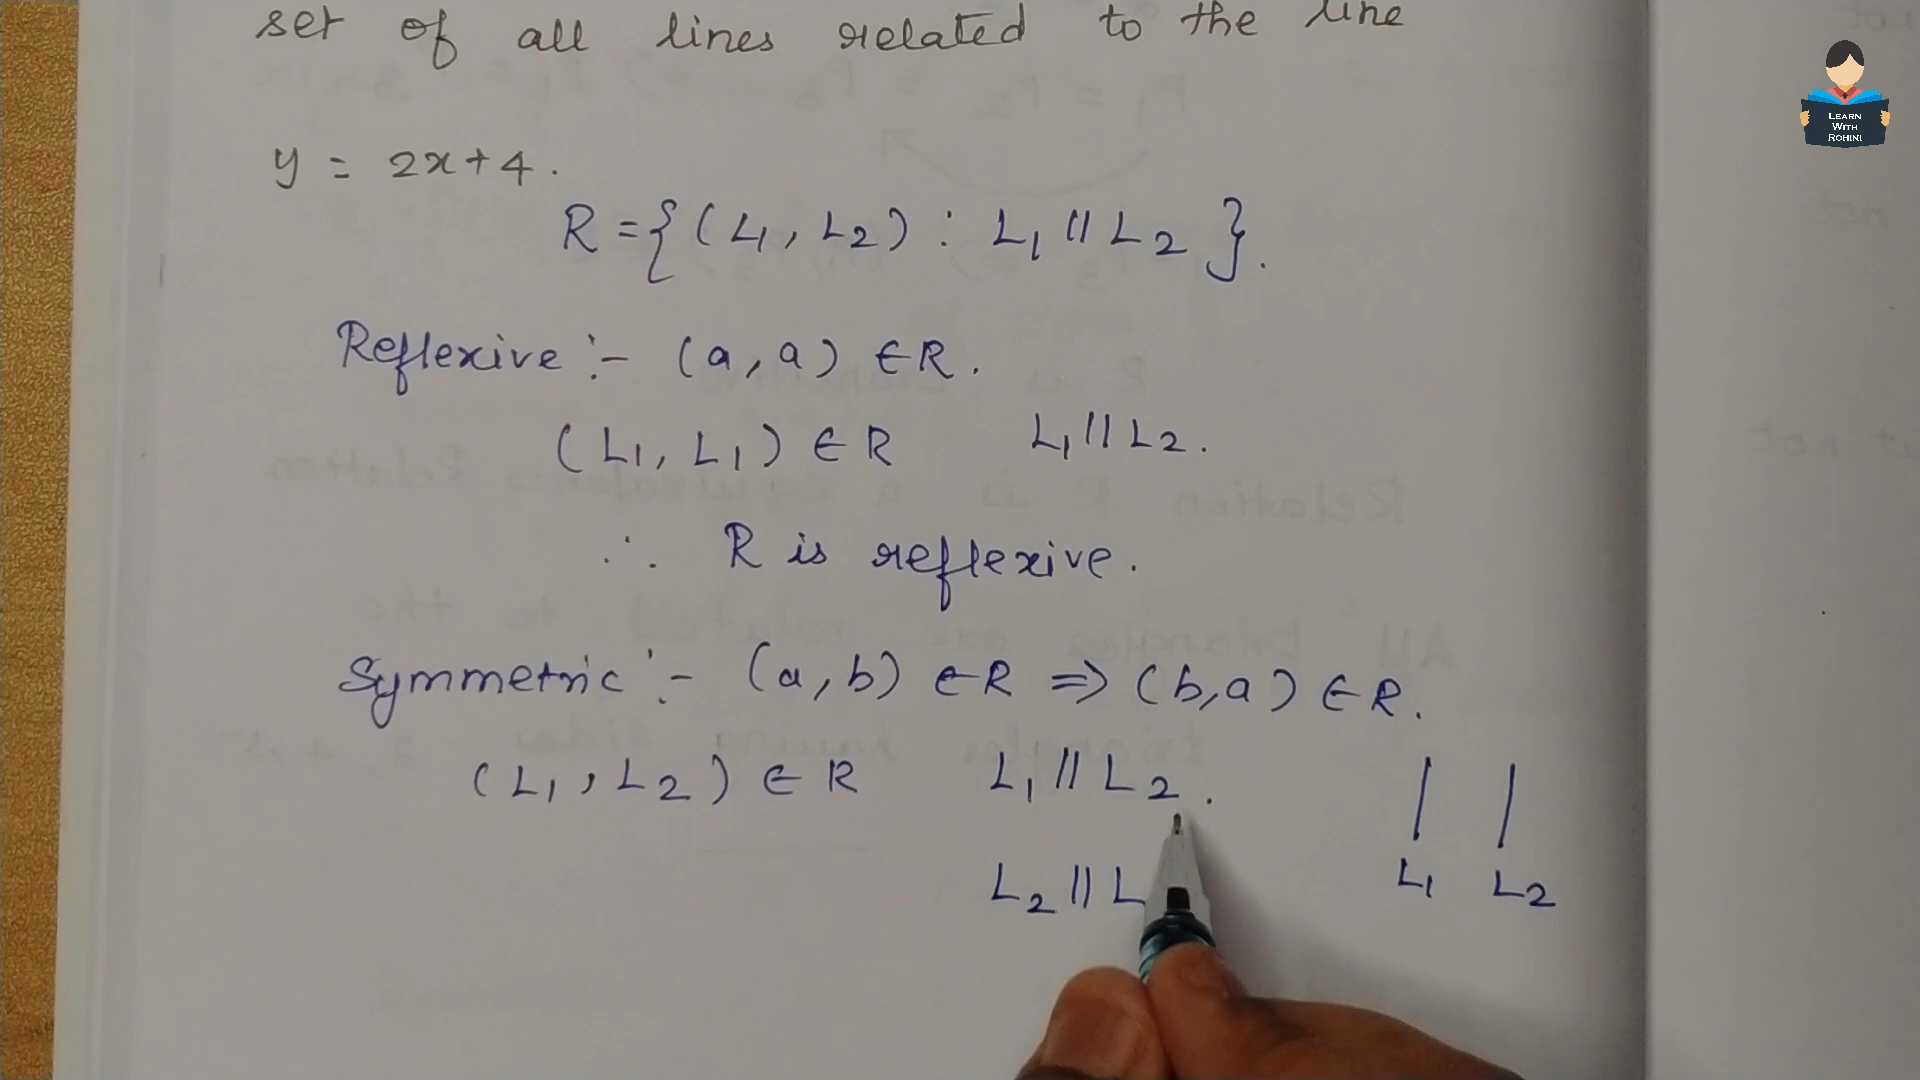 set of all lines related to the line
y = 2x+4.
R = { (L1, L2) : L1 || L2 }.
Reflexive :- (a, a) ∈ R.
(L1, L1) ∈ R L1 || L2.
∴ R is reflexive.
Symmetric :- (a, b) ∈ R ⇒ (b, a) ∈ R.
(L1, L2) ∈ R L1 || L2.
L2 || L
L1 L2
LEARN
WITH
ROHINI